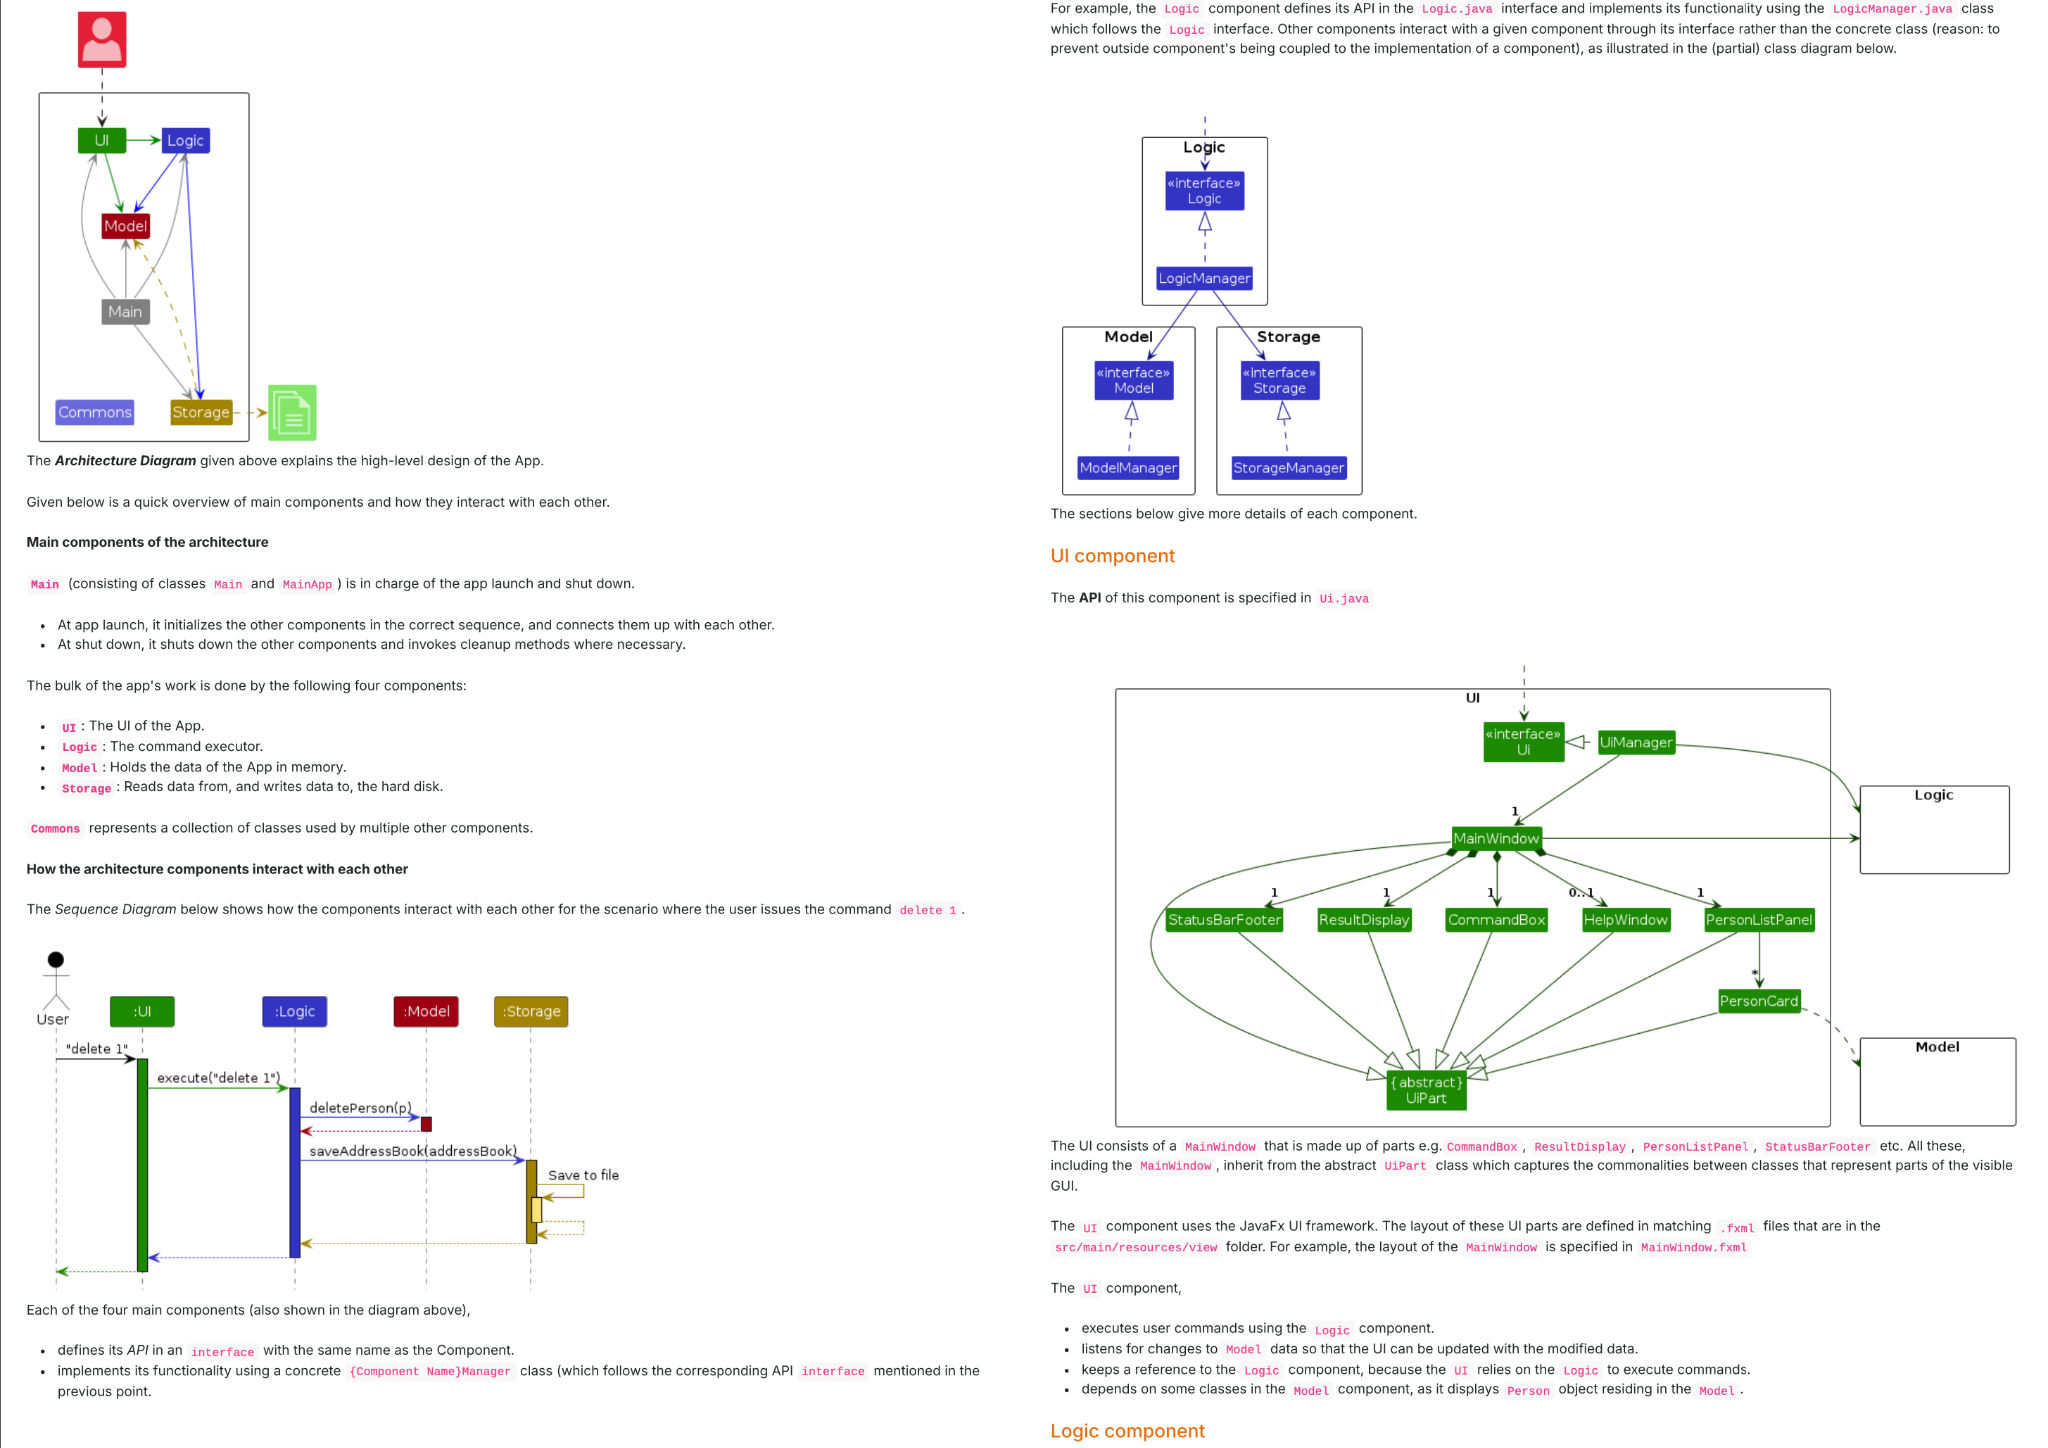 UI
Logic
Model
Main
Commons
Storage
The Architecture Diagram given above explains the high-level design of the App.
Given below is a quick overview of main components and how they interact with each other.
Main components of the architecture
Main (consisting of classes Main and MainApp ) is in charge of the app launch and shut down.
• At app launch, it initializes the other components in the correct sequence, and connects them up with each other.
• At shut down, it shuts down the other components and invokes cleanup methods where necessary.
The bulk of the app's work is done by the following four components:
• UI : The UI of the App.
• Logic : The command executor.
• Model : Holds the data of the App in memory.
• Storage : Reads data from, and writes data to, the hard disk.
Commons represents a collection of classes used by multiple other components.
How the architecture components interact with each other
The Sequence Diagram below shows how the components interact with each other for the scenario where the user issues the command delete 1 .
User
:UI
:Logic
:Model
:Storage
"delete 1"
execute("delete 1")
deletePerson(p)
saveAddressBook(addressBook)
Save to file
Each of the four main components (also shown in the diagram above),
• defines its API in an interface with the same name as the Component.
• implements its functionality using a concrete {Component Name}Manager class (which follows the corresponding API interface mentioned in the
previous point.
For example, the Logic component defines its API in the Logic.java interface and implements its functionality using the LogicManager.java class
which follows the Logic interface. Other components interact with a given component through its interface rather than the concrete class (reason: to
prevent outside component's being coupled to the implementation of a component), as illustrated in the (partial) class diagram below.
Logic
«interface»
Logic
LogicManager
Model
Storage
«interface»
Model
«interface»
Storage
ModelManager
StorageManager
The sections below give more details of each component.
UI component
The API of this component is specified in Ui.java
UI
«interface»
Ui
UiManager
Logic
1
MainWindow
1
1
1
0..1
1
StatusBarFooter
ResultDisplay
CommandBox
HelpWindow
PersonListPanel
*
PersonCard
Model
{abstract}
UiPart
The UI consists of a MainWindow that is made up of parts e.g. CommandBox , ResultDisplay , PersonListPanel , StatusBarFooter etc. All these,
including the MainWindow , inherit from the abstract UiPart class which captures the commonalities between classes that represent parts of the visible
GUI.
The UI component uses the JavaFx UI framework. The layout of these UI parts are defined in matching .fxml files that are in the
src/main/resources/view folder. For example, the layout of the MainWindow is specified in MainWindow.fxml
The UI component,
• executes user commands using the Logic component.
• listens for changes to Model data so that the UI can be updated with the modified data.
• keeps a reference to the Logic component, because the UI relies on the Logic to execute commands.
• depends on some classes in the Model component, as it displays Person object residing in the Model .
Logic component